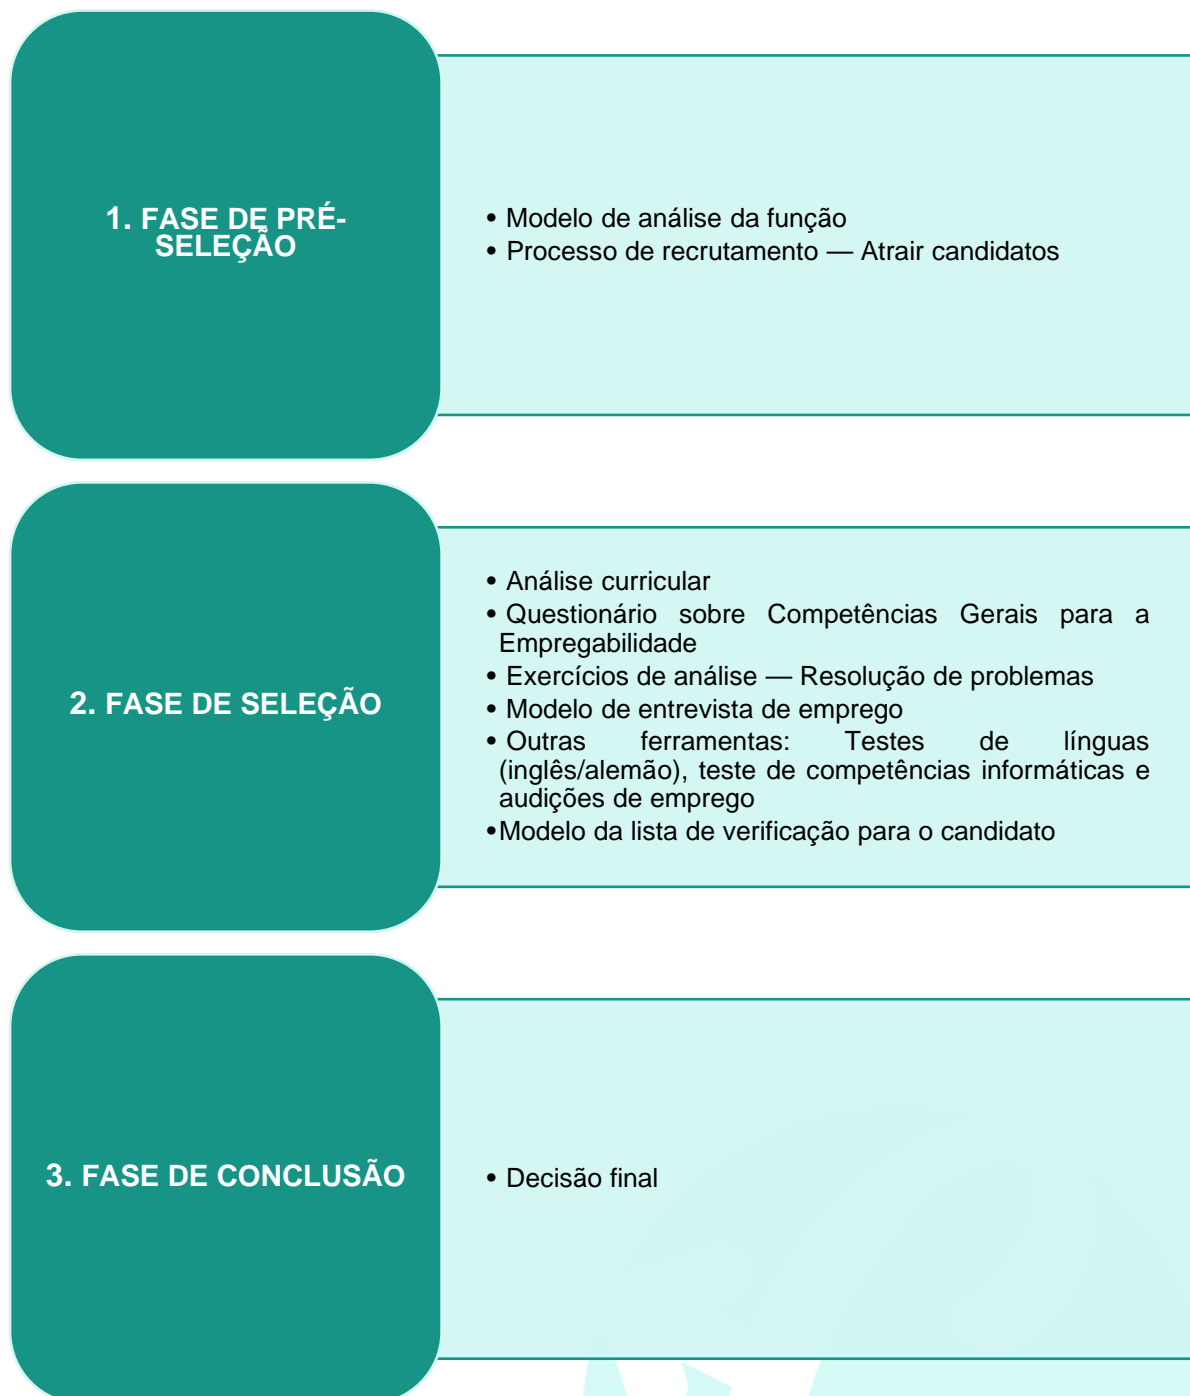 1. FASE DE PRÉ-
SELEÇÃO
• Modelo de análise da função
• Processo de recrutamento — Atrair candidatos
2. FASE DE SELEÇÃO
• Análise curricular
• Questionário sobre Competências Gerais para a
Empregabilidade
• Exercícios de análise — Resolução de problemas
• Modelo de entrevista de emprego
• Outras ferramentas: Testes de línguas
(inglês/alemão), teste de competências informáticas e
audições de emprego
•Modelo da lista de verificação para o candidato
3. FASE DE CONCLUSÃO
• Decisão final